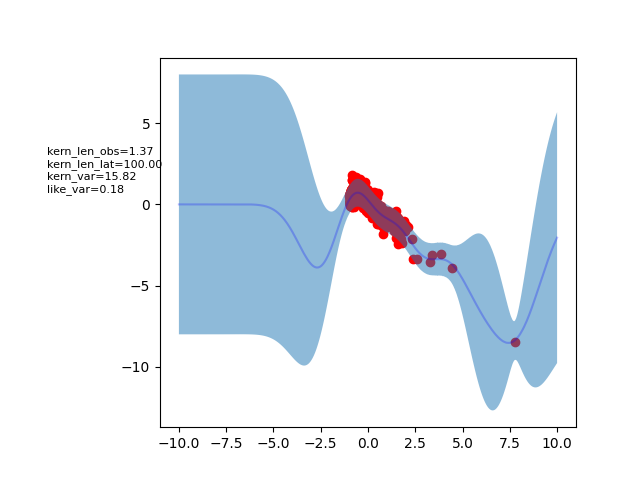 kern_len_obs=1.37
kern_len_lat=100.00
kern_var=15.82
like_var=0.18
5
0
−5
−10
−10.0 −7.5 −5.0 −2.5 0.0 2.5 5.0 7.5 10.0